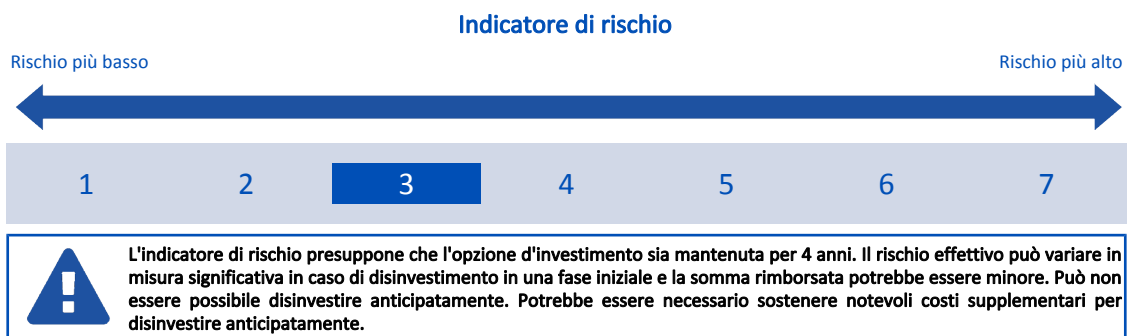 Indicatore di rischio
Rischio più basso
Rischio più alto
1 2 3 4 5 6 7
L'indicatore di rischio presuppone che l'opzione d'investimento sia mantenuta per 4 anni. Il rischio effettivo può variare in
misura significativa in caso di disinvestimento in una fase iniziale e la somma rimborsata potrebbe essere minore. Può non
essere possibile disinvestire anticipatamente. Potrebbe essere necessario sostenere notevoli costi supplementari per
disinvestire anticipatamente.